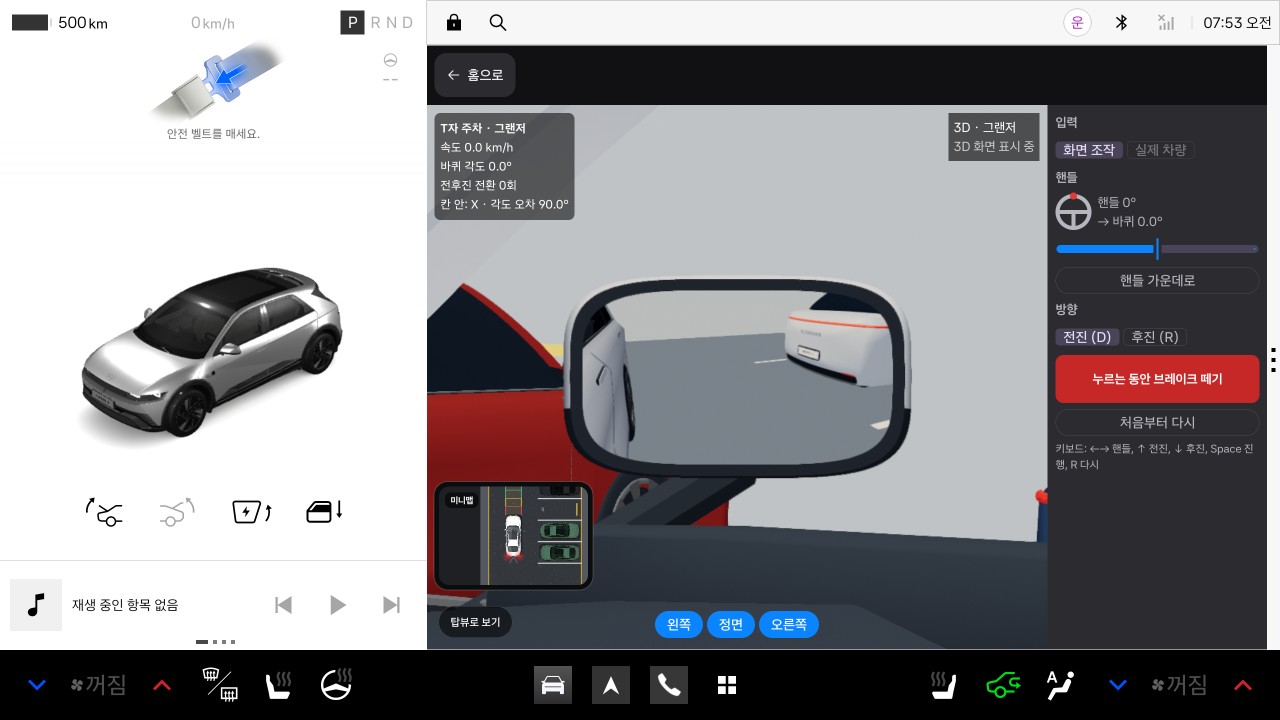 500 km
0 km/h
P R N D
안전 벨트를 매세요.
--
재생 중인 항목 없음
운
07:53 오전
← 홈으로
T자 주차 · 그랜저
속도 0.0 km/h
바퀴 각도 0.0°
전후진 전환 0회
칸 안: X · 각도 오차 90.0°
3D · 그랜저
3D 화면 표시 중
미니맵
탑뷰로 보기
왼쪽
정면
오른쪽
입력
화면 조작
실제 차량
핸들
핸들 0°
→ 바퀴 0.0°
핸들 가운데로
방향
전진 (D)
후진 (R)
누르는 동안 브레이크 떼기
처음부터 다시
키보드: ←→ 핸들, ↑ 전진, ↓ 후진, Space 진
행, R 다시
꺼짐
A
꺼짐